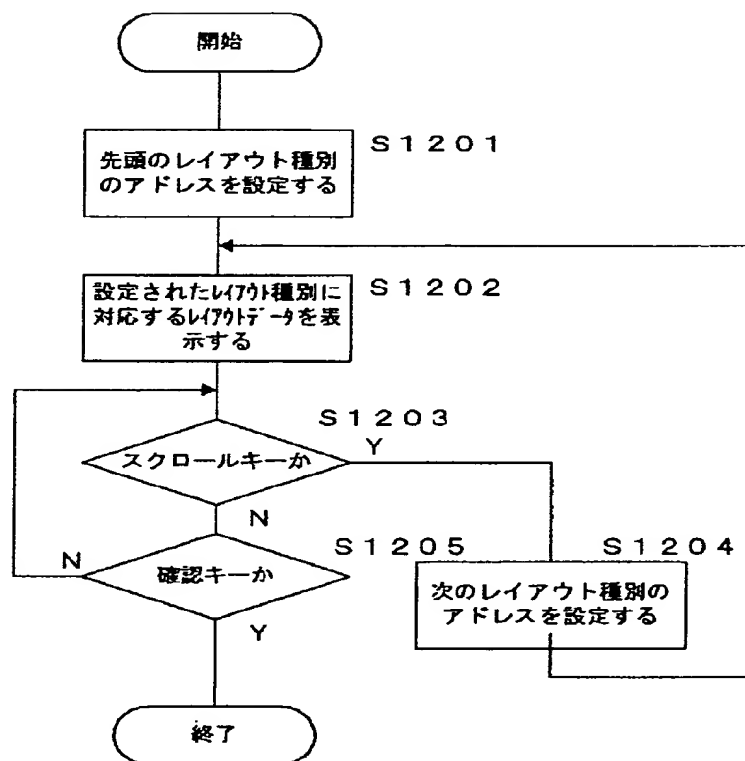 開始
S1201
先頭のレイアウト種別
のアドレスを設定する
S1202
設定されたレイアウト種別に
対応するレイアウトデータを表
示する
S1203
スクロールキーか
Y
N
S1205
S1204
N
確認キーか
次のレイアウト種別の
アドレスを設定する
Y
終了